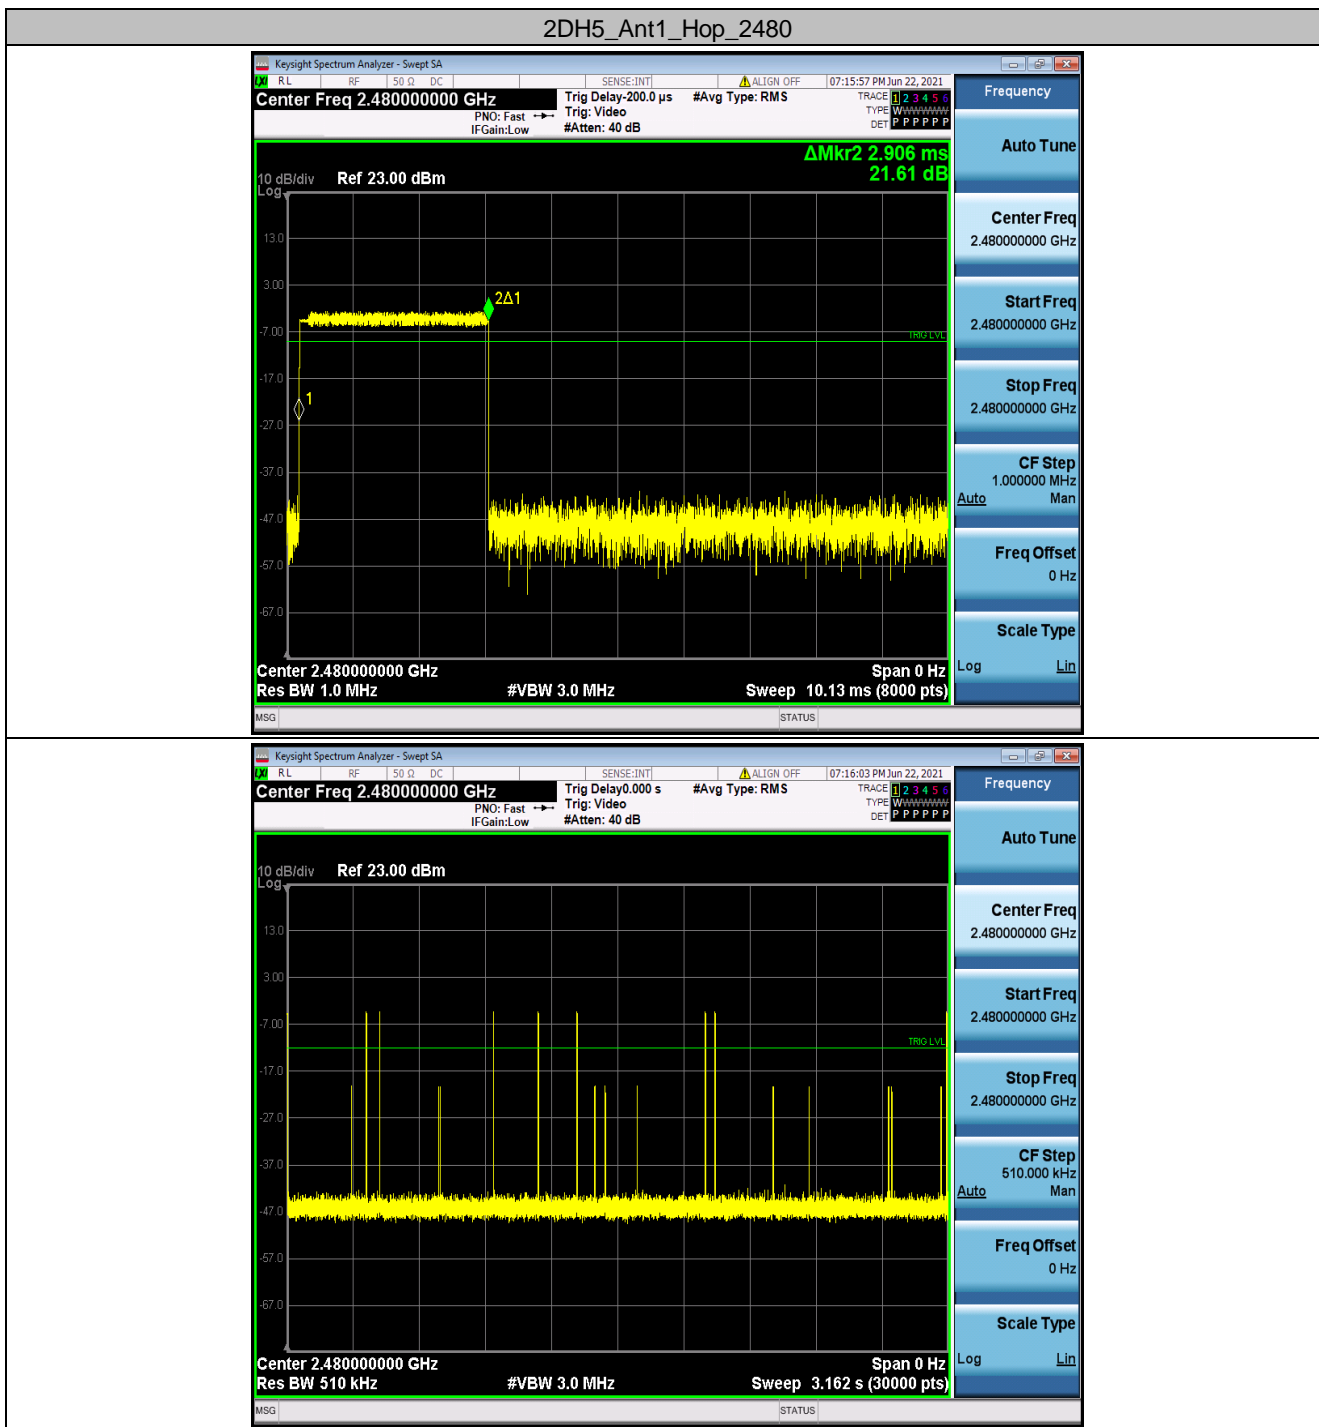 2DH5_Ant1_Hop_2480
Keysight Spectrum Analyzer - Swept SA
LXI RL RF 50 Ω DC SENSE:INT ALIGN OFF 07:15:57 PM Jun 22, 2021
Center Freq 2.480000000 GHz Trig Delay-200.0 µs #Avg Type: RMS TRACE 1 2 3 4 5 6
PNO: Fast Trig: Video TYPE WWWWWW
IFGain:Low #Atten: 40 dB DET P P P P P P
ΔMkr2 2.906 ms
21.61 dB
10 dB/div Ref 23.00 dBm
Log
13.0
3.00
-7.00
-17.0
-27.0
-37.0
-47.0
-57.0
-67.0
2Δ1
TRIG LVL
1
Center 2.480000000 GHz Span 0 Hz
Res BW 1.0 MHz #VBW 3.0 MHz Sweep 10.13 ms (8000 pts)
MSG STATUS
Frequency
Auto Tune
Center Freq
2.480000000 GHz
Start Freq
2.480000000 GHz
Stop Freq
2.480000000 GHz
CF Step
1.000000 MHz
Auto Man
Freq Offset
0 Hz
Scale Type
Log Lin
Keysight Spectrum Analyzer - Swept SA
LXI RL RF 50 Ω DC SENSE:INT ALIGN OFF 07:16:03 PM Jun 22, 2021
Center Freq 2.480000000 GHz Trig Delay0.000 s #Avg Type: RMS TRACE 1 2 3 4 5 6
PNO: Fast Trig: Video TYPE WWWWWW
IFGain:Low #Atten: 40 dB DET P P P P P P
10 dB/div Ref 23.00 dBm
Log
13.0
3.00
-7.00
-17.0
-27.0
-37.0
-47.0
-57.0
-67.0
TRIG LVL
Center 2.480000000 GHz Span 0 Hz
Res BW 510 kHz #VBW 3.0 MHz Sweep 3.162 s (30000 pts)
MSG STATUS
Frequency
Auto Tune
Center Freq
2.480000000 GHz
Start Freq
2.480000000 GHz
Stop Freq
2.480000000 GHz
CF Step
510.000 kHz
Auto Man
Freq Offset
0 Hz
Scale Type
Log Lin